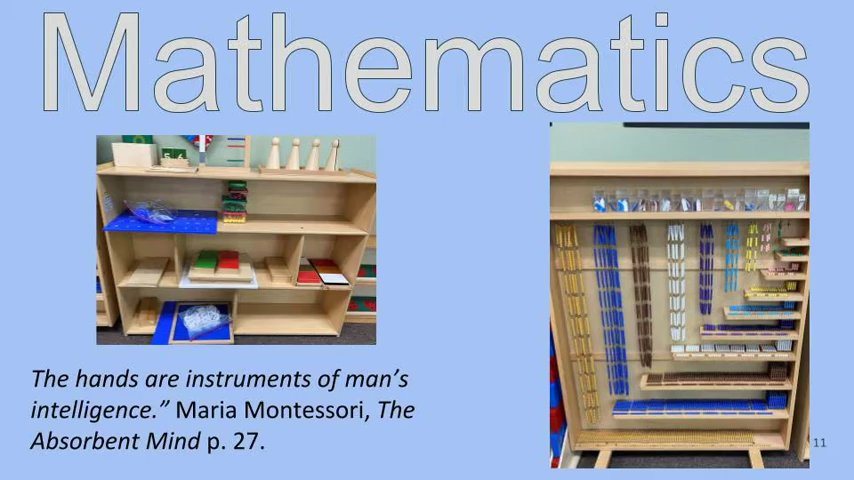 Mathematics
The hands are instruments of man’s
intelligence.” Maria Montessori, The
Absorbent Mind p. 27.
11